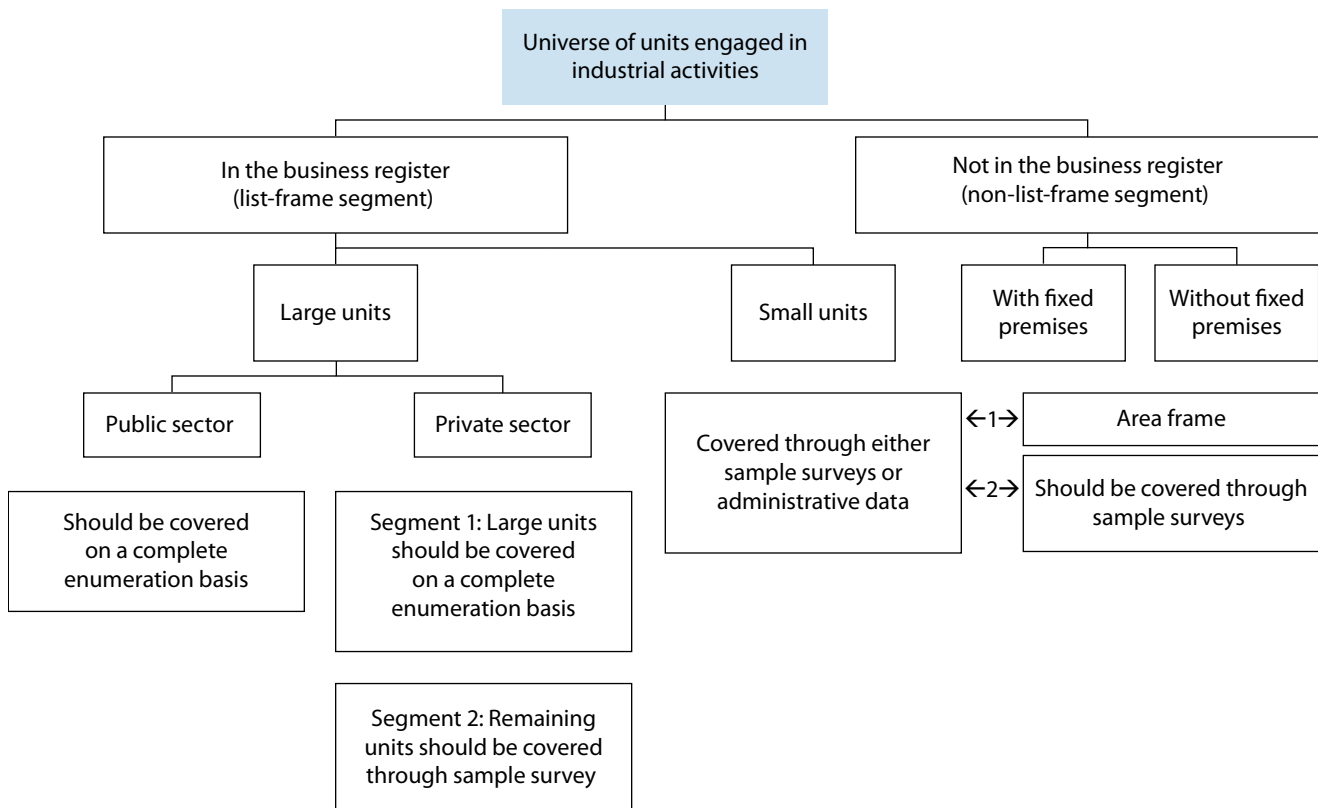 Universe of units engaged in
industrial activities
In the business register
(list-frame segment)
Not in the business register
(non-list-frame segment)
Large units
Small units
With fixed
premises
Without fixed
premises
Public sector
Private sector
Covered through either
sample surveys or
administrative data
←1→
Area frame
←2→
Should be covered through
sample surveys
Should be covered
on a complete
enumeration basis
Segment 1: Large units
should be covered
on a complete
enumeration basis
Segment 2: Remaining
units should be covered
through sample survey